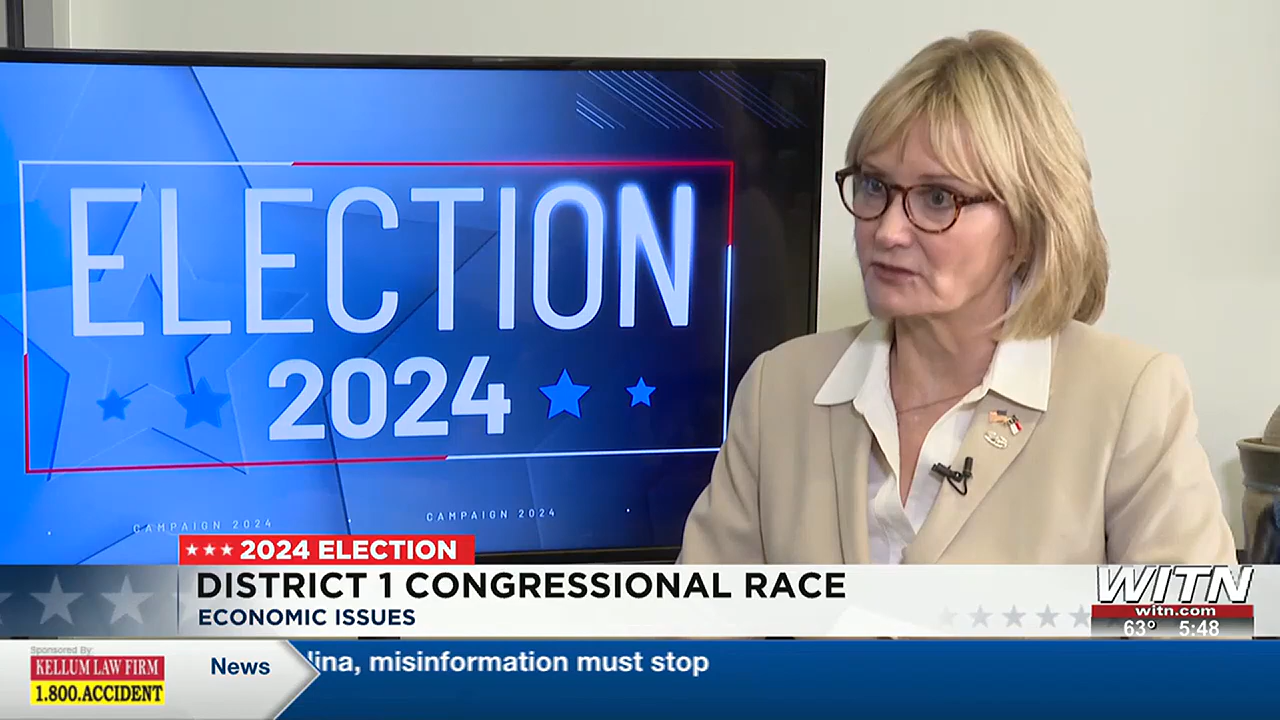 ELECTION
2024
CAMPAIGN 2024
CAMPAIGN 2024
2024 ELECTION
DISTRICT 1 CONGRESSIONAL RACE
ECONOMIC ISSUES
WITN
witn.com
63° 5:48
Sponsored By:
KELLUM LAW FIRM
1.800.ACCIDENT
News
lina, misinformation must stop